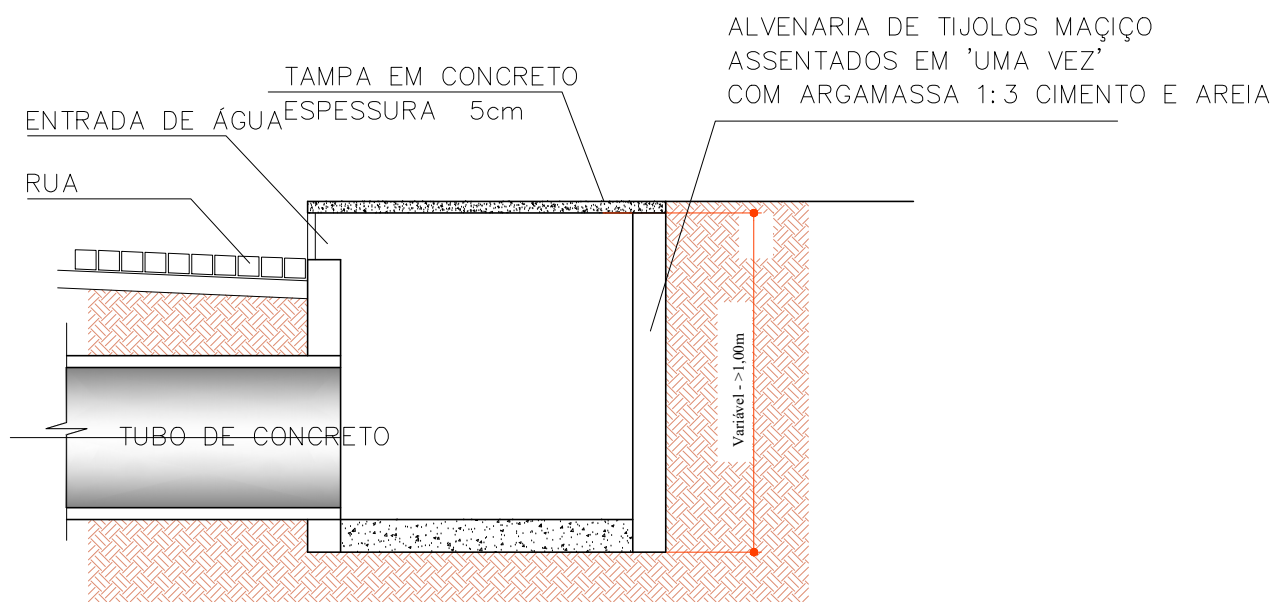 ALVENARIA DE TIJOLOS MAÇIÇO
ASSENTADOS EM 'UMA VEZ'
COM ARGAMASSA 1:3 CIMENTO E AREIA
TAMPA EM CONCRETO
ESPESSURA 5cm
ENTRADA DE ÁGUA
RUA
Variável - >1,00m
TUBO DE CONCRETO